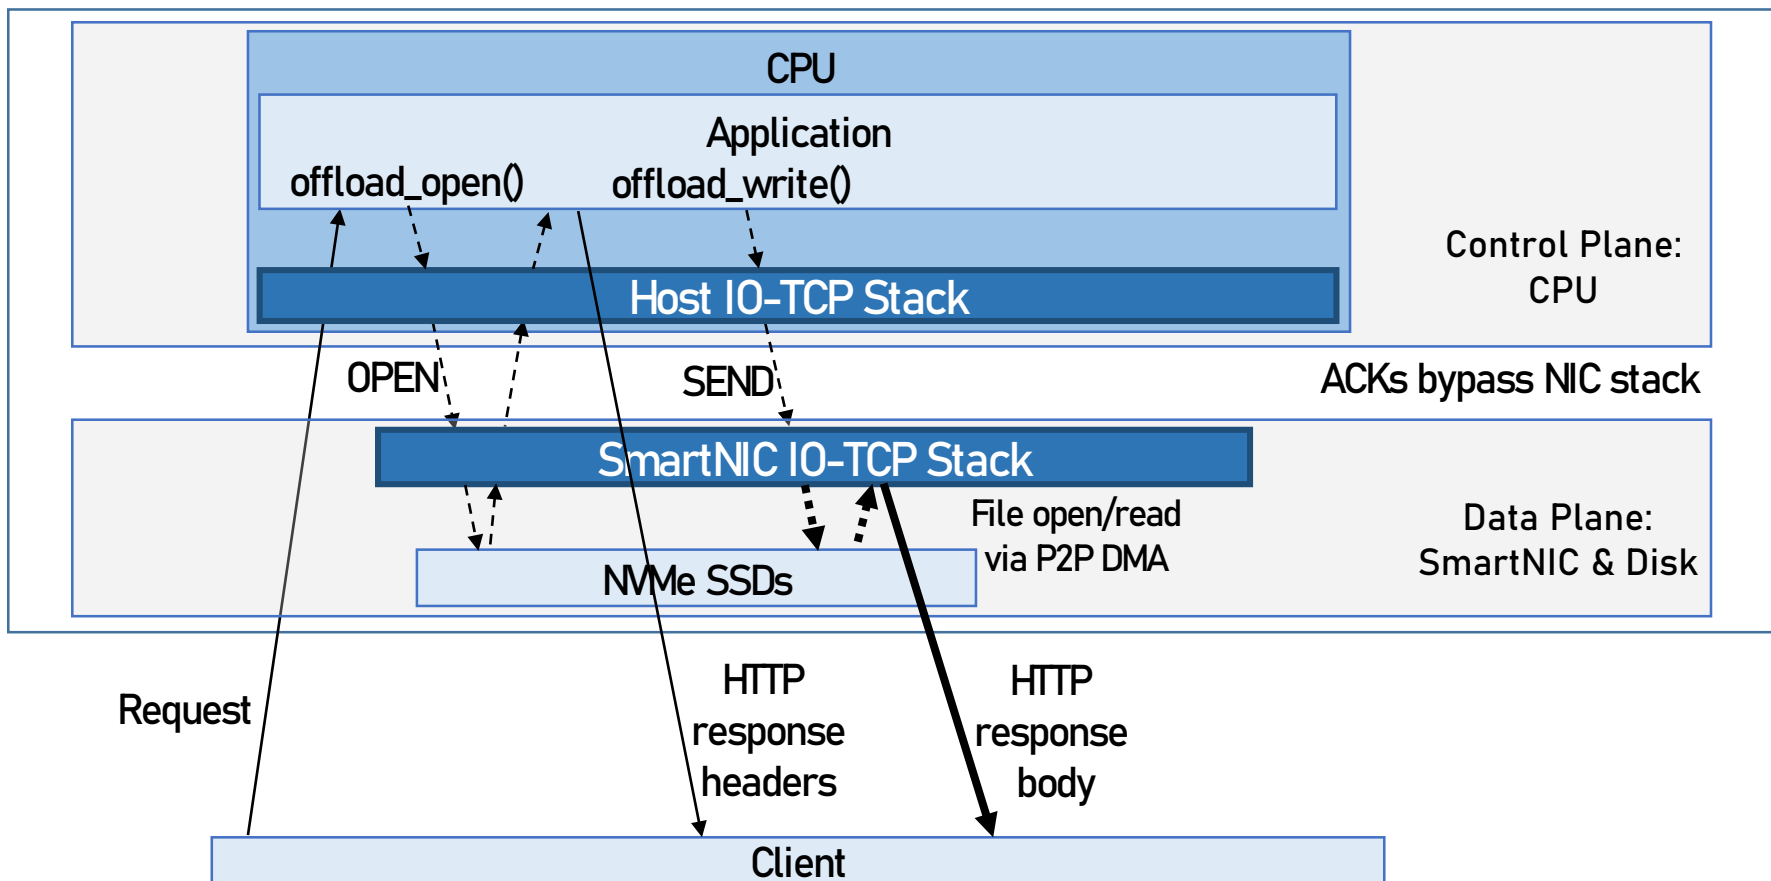 CPU
Application
offload_open()
offload_write()
Control Plane:
CPU
Host IO-TCP Stack
OPEN
SEND
ACKs bypass NIC stack
SmartNIC IO-TCP Stack
File open/read
via P2P DMA
Data Plane:
SmartNIC & Disk
NVMe SSDs
Request
HTTP
response
headers
HTTP
response
body
Client